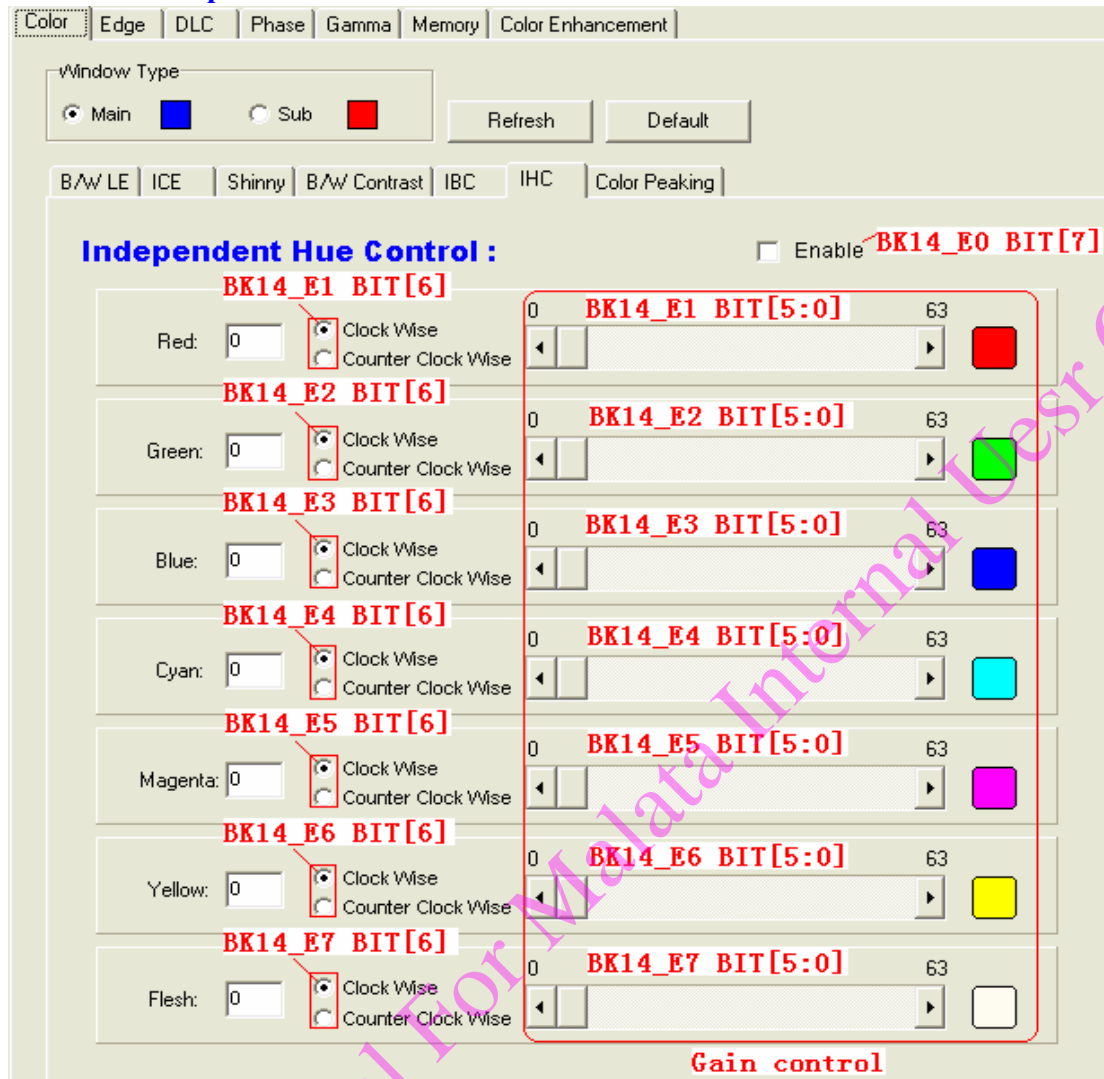 Color Edge DLC Phase Gamma Memory Color Enhancement
Window Type
Main Sub Refresh Default
B/W LE ICE Shinny B/W Contrast IBC IHC Color Peaking
Independent Hue Control : Enable BK14_E0 BIT[7]
BK14_E1 BIT[6]
0 BK14_E1 BIT[5:0] 63
Red: 0 Clock Wise
Counter Clock Wise
BK14_E2 BIT[6]
0 BK14_E2 BIT[5:0] 63
Green: 0 Clock Wise
Counter Clock Wise
BK14_E3 BIT[6]
0 BK14_E3 BIT[5:0] 63
Blue: 0 Clock Wise
Counter Clock Wise
BK14_E4 BIT[6]
0 BK14_E4 BIT[5:0] 63
Cyan: 0 Clock Wise
Counter Clock Wise
BK14_E5 BIT[6]
0 BK14_E5 BIT[5:0] 63
Magenta: 0 Clock Wise
Counter Clock Wise
BK14_E6 BIT[6]
0 BK14_E6 BIT[5:0] 63
Yellow: 0 Clock Wise
Counter Clock Wise
BK14_E7 BIT[6]
0 BK14_E7 BIT[5:0] 63
Flesh: 0 Clock Wise
Counter Clock Wise
Gain control
For Malata Internal Uesr